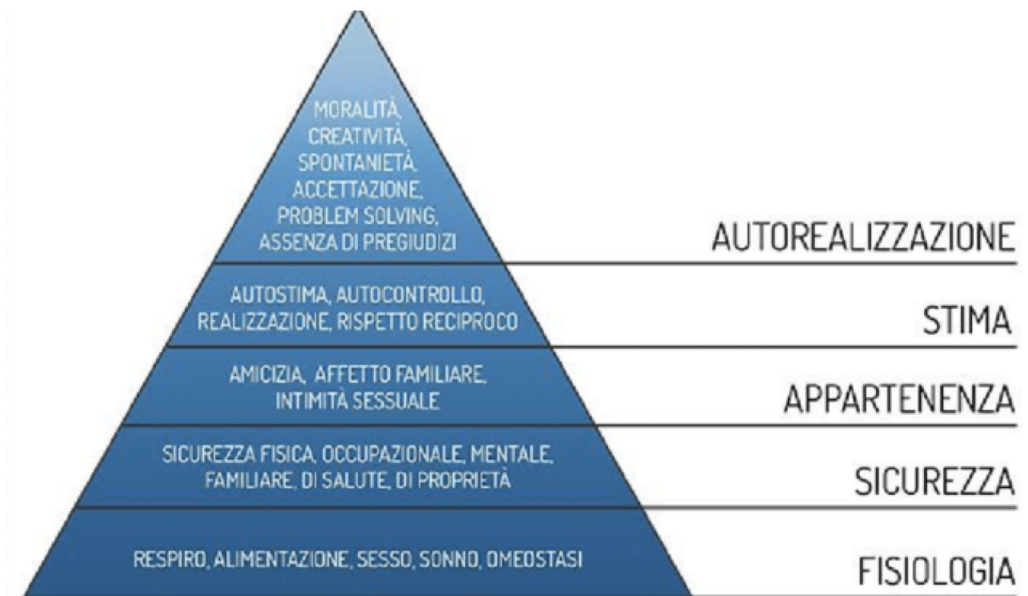 MORALITÀ,
CREATIVITÀ,
SPONTANIETÀ,
ACCETTAZIONE,
PROBLEM SOLVING,
ASSENZA DI PREGIUDIZI
AUTOREALIZZAZIONE
AUTOSTIMA, AUTOCONTROLLO,
REALIZZAZIONE, RISPETTO RECIPROCO
STIMA
AMICIZIA, AFFETTO FAMILIARE,
INTIMITÀ SESSUALE
APPARTENENZA
SICUREZZA FISICA, OCCUPAZIONALE, MENTALE,
FAMILIARE, DI SALUTE, DI PROPRIETÀ
SICUREZZA
RESPIRO, ALIMENTAZIONE, SESSO, SONNO, OMEOSTASI
FISIOLOGIA